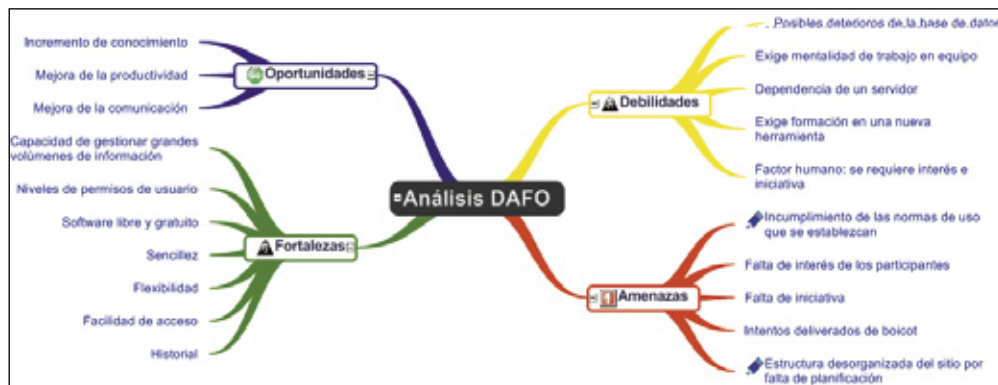 Análisis DAFO
Oportunidades
Incremento de conocimiento
Mejora de la productividad
Mejora de la comunicación
Fortalezas
Capacidad de gestionar grandes
volúmenes de información
Niveles de permisos de usuario
Software libre y gratuito
Sencillez
Flexibilidad
Facilidad de acceso
Historial
Debilidades
Posibles deterioros de la base de datos
Exige mentalidad de trabajo en equipo
Dependencia de un servidor
Exige formación en una nueva
herramienta
Factor humano: se requiere interés e
iniciativa
Amenazas
Incumplimiento de las normas de uso
que se establezcan
Falta de interés de los participantes
Falta de iniciativa
Intentos deliverados de boicot
Estructura desorganizada del sitio por
falta de planificación